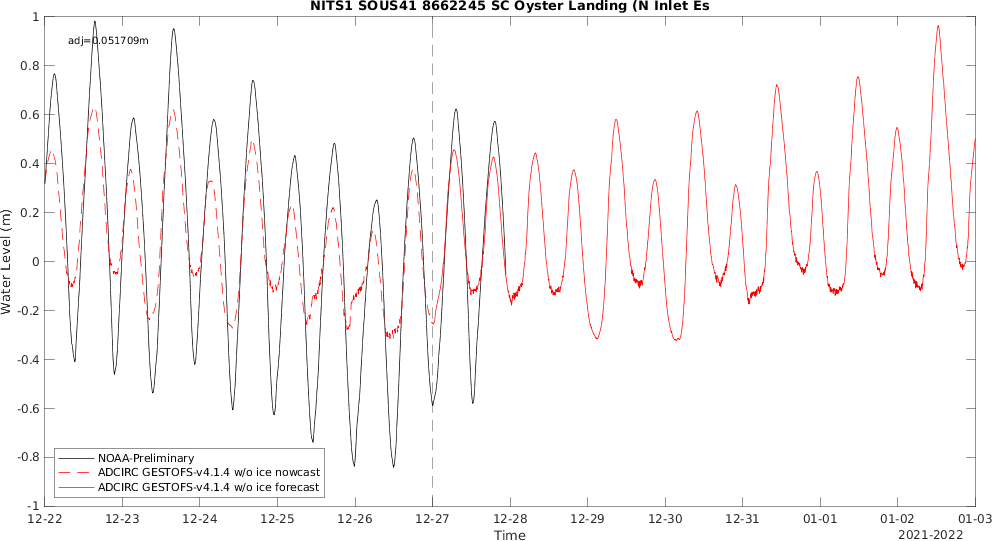 NITS1 SOUS41 8662245 SC Oyster Landing (N Inlet Es
adj=0.051709m
Water Level (m)
1
0.8
0.6
0.4
0.2
0
-0.2
-0.4
-0.6
-0.8
-1
NOAA-Preliminary
ADCIRC GESTOFS-v4.1.4 w/o ice nowcast
ADCIRC GESTOFS-v4.1.4 w/o ice forecast
12-22 12-23 12-24 12-25 12-26 12-27 12-28 12-29 12-30 12-31 01-01 01-02 01-03
Time
2021-2022